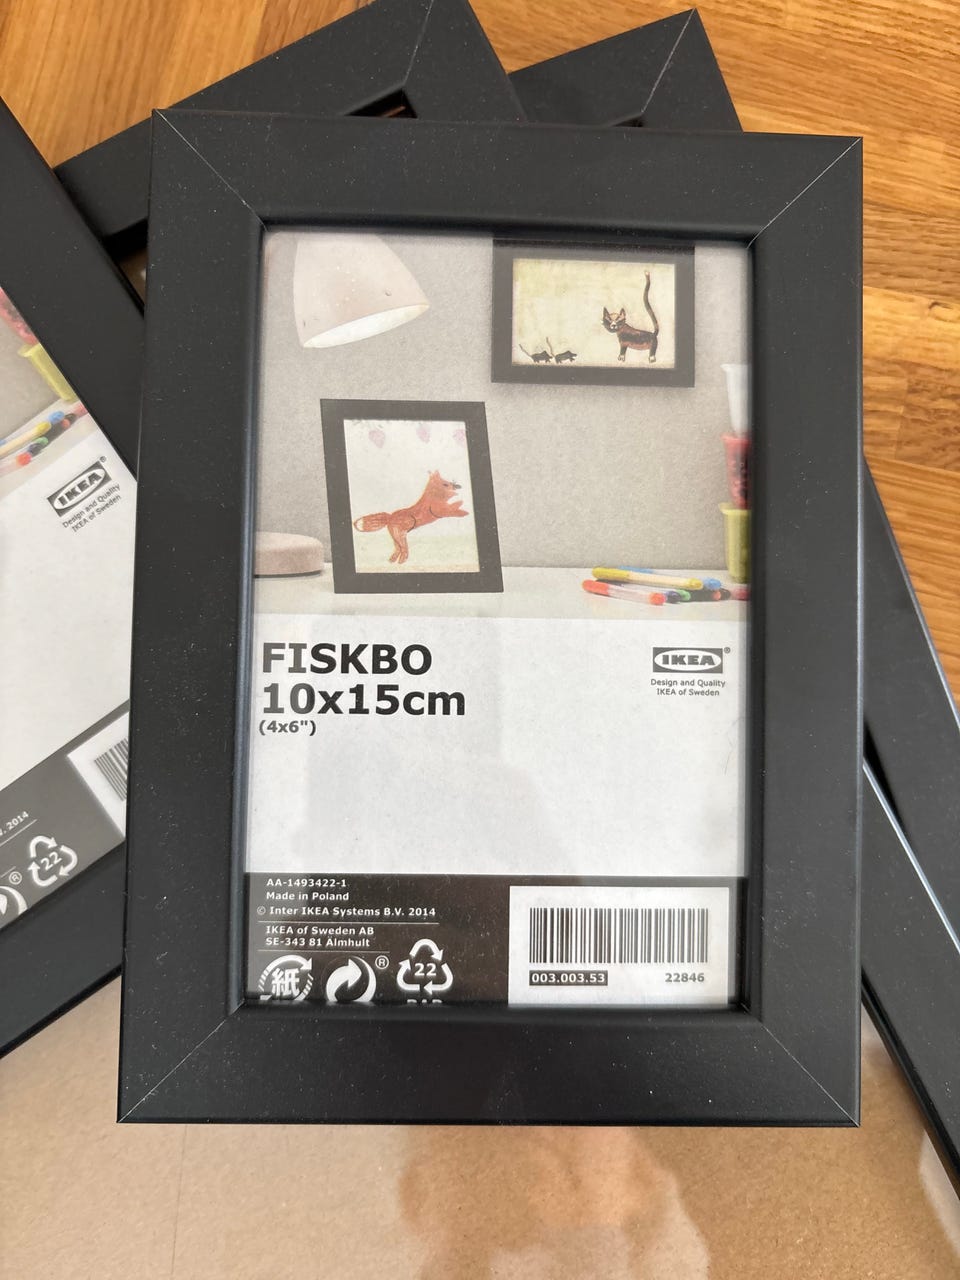 FISKBO
10x15cm
(4x6")
IKEA®
Design and Quality
IKEA of Sweden
AA-1493422-1
Made in Poland
© Inter IKEA Systems B.V. 2014
IKEA of Sweden AB
SE-343 81 Älmhult
紙
®
22
003.003.53
22846
IKEA®
Design and Quality
IKEA of Sweden
V. 2014
®
22